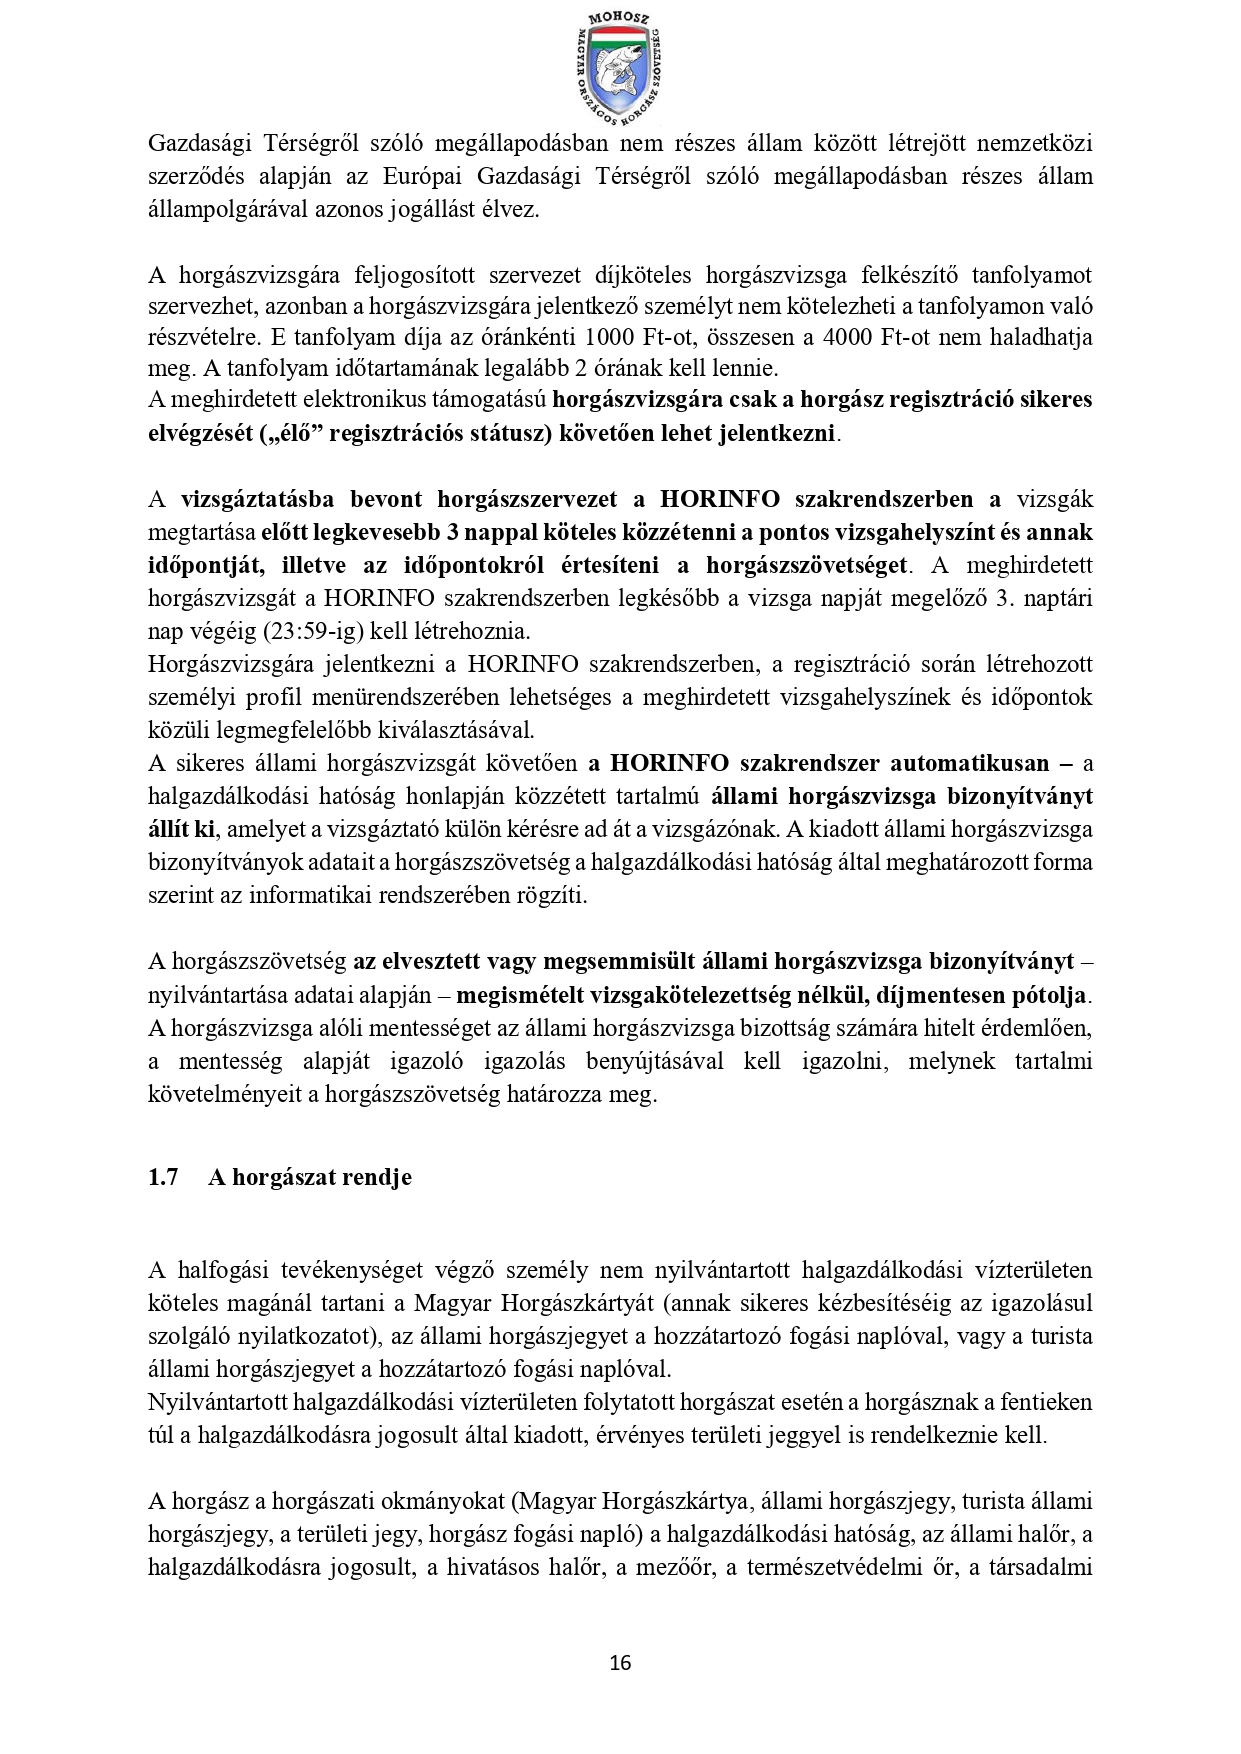 MOHOSZ
MAGYAR ORSZÁGOS HORGÁSZ SZÖVETSÉG
Gazdasági Térségről szóló megállapodásban nem részes állam között létrejött nemzetközi
szerződés alapján az Európai Gazdasági Térségről szóló megállapodásban részes állam
állampolgárával azonos jogállást élvez.
A horgászvizsgára feljogosított szervezet díjköteles horgászvizsga felkészítő tanfolyamot
szervezhet, azonban a horgászvizsgára jelentkező személyt nem kötelezheti a tanfolyamon való
részvételre. E tanfolyam díja az óránkénti 1000 Ft-ot, összesen a 4000 Ft-ot nem haladhatja
meg. A tanfolyam időtartamának legalább 2 órának kell lennie.
A meghirdetett elektronikus támogatású horgászvizsgára csak a horgász regisztráció sikeres
elvégzését („élő” regisztrációs státusz) követően lehet jelentkezni.
A vizsgáztatásba bevont horgászszervezet a HORINFO szakrendszerben a vizsgák
megtartása előtt legkevesebb 3 nappal köteles közzétenni a pontos vizsgahelyszínt és annak
időpontját, illetve az időpontokról értesíteni a horgászszövetséget. A meghirdetett
horgászvizsgát a HORINFO szakrendszerben legkésőbb a vizsga napját megelőző 3. naptári
nap végéig (23:59-ig) kell létrehoznia.
Horgászvizsgára jelentkezni a HORINFO szakrendszerben, a regisztráció során létrehozott
személyi profil menürendszerében lehetséges a meghirdetett vizsgahelyszínek és időpontok
közüli legmegfelelőbb kiválasztásával.
A sikeres állami horgászvizsgát követően a HORINFO szakrendszer automatikusan – a
halgazdálkodási hatóság honlapján közzétett tartalmú állami horgászvizsga bizonyítványt
állít ki, amelyet a vizsgáztató külön kérésre ad át a vizsgázónak. A kiadott állami horgászvizsga
bizonyítványok adatait a horgászszövetség a halgazdálkodási hatóság által meghatározott forma
szerint az informatikai rendszerében rögzíti.
A horgászszövetség az elvesztett vagy megsemmisült állami horgászvizsga bizonyítványt –
nyilvántartása adatai alapján – megismételt vizsgakötelezettség nélkül, díjmentesen pótolja.
A horgászvizsga alóli mentességet az állami horgászvizsga bizottság számára hitelt érdemlően,
a mentesség alapját igazoló igazolás benyújtásával kell igazolni, melynek tartalmi
követelményeit a horgászszövetség határozza meg.
1.7 A horgászat rendje
A halfogási tevékenységet végző személy nem nyilvántartott halgazdálkodási vízterületen
köteles magánál tartani a Magyar Horgászkártyát (annak sikeres kézbesítéséig az igazolásul
szolgáló nyilatkozatot), az állami horgászjegyet a hozzátartozó fogási naplóval, vagy a turista
állami horgászjegyet a hozzátartozó fogási naplóval.
Nyilvántartott halgazdálkodási vízterületen folytatott horgászat esetén a horgásznak a fentieken
túl a halgazdálkodásra jogosult által kiadott, érvényes területi jeggyel is rendelkeznie kell.
A horgász a horgászati okmányokat (Magyar Horgászkártya, állami horgászjegy, turista állami
horgászjegy, a területi jegy, horgász fogási napló) a halgazdálkodási hatóság, az állami halőr, a
halgazdálkodásra jogosult, a hivatásos halőr, a mezőőr, a természetvédelmi őr, a társadalmi
16